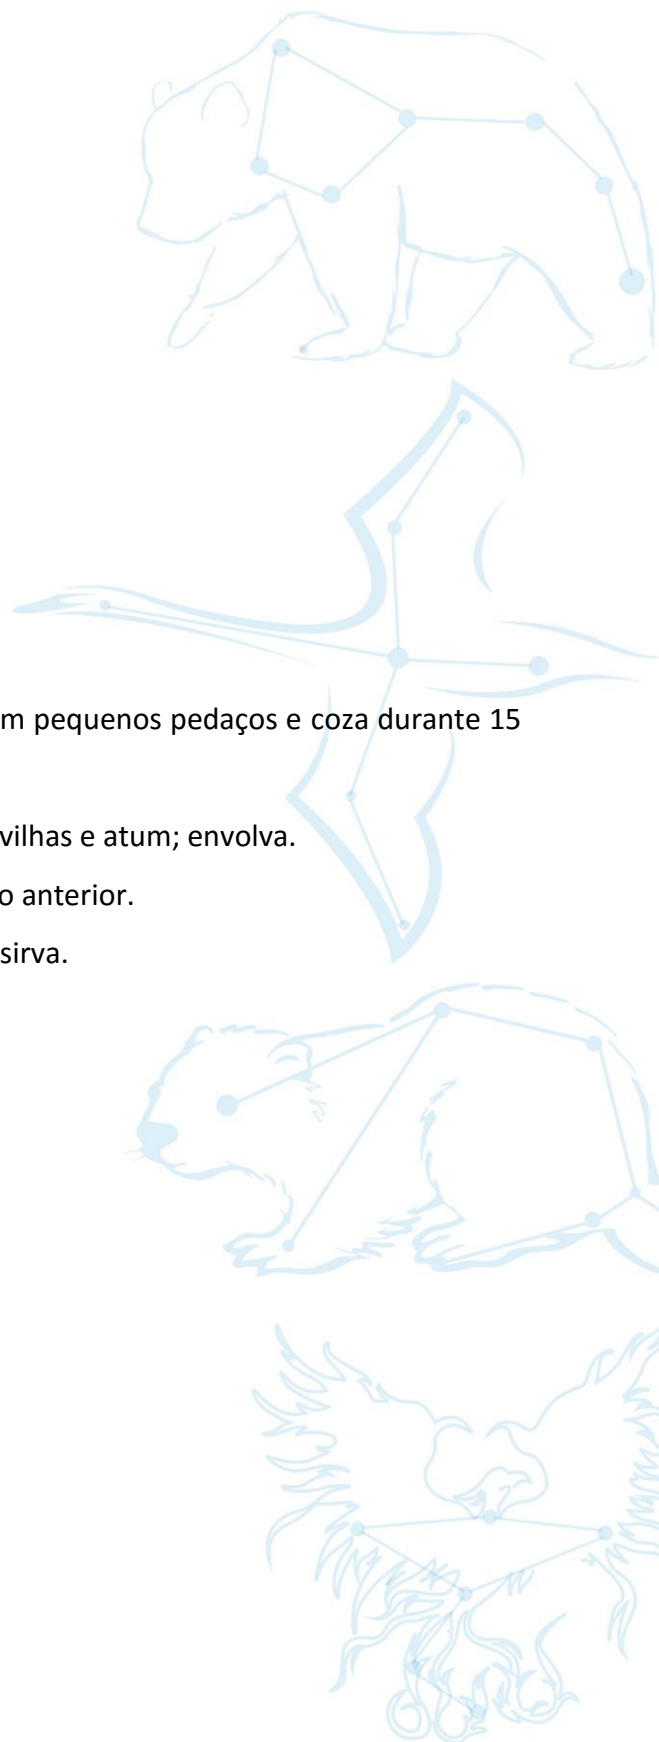 m pequenos pedaços e coza durante 15
vilhas e atum; envolva.
o anterior.
sirva.